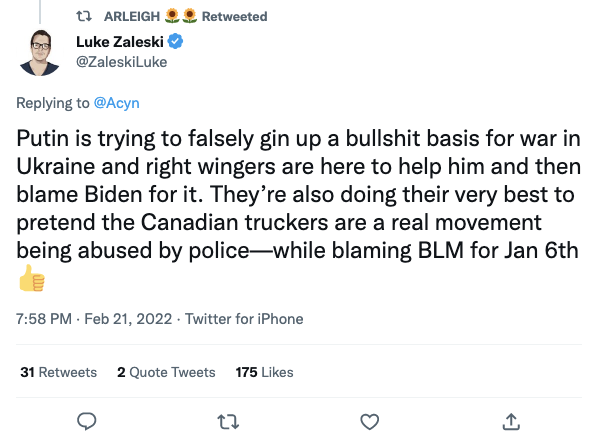 ARLEIGH 🌻🌻 Retweeted
Luke Zaleski
@ZaleskiLuke
Replying to @Acyn
Putin is trying to falsely gin up a bullshit basis for war in
Ukraine and right wingers are here to help him and then
blame Biden for it. They’re also doing their very best to
pretend the Canadian truckers are a real movement
being abused by police—while blaming BLM for Jan 6th
👍
7:58 PM · Feb 21, 2022 · Twitter for iPhone
31 Retweets 2 Quote Tweets 175 Likes